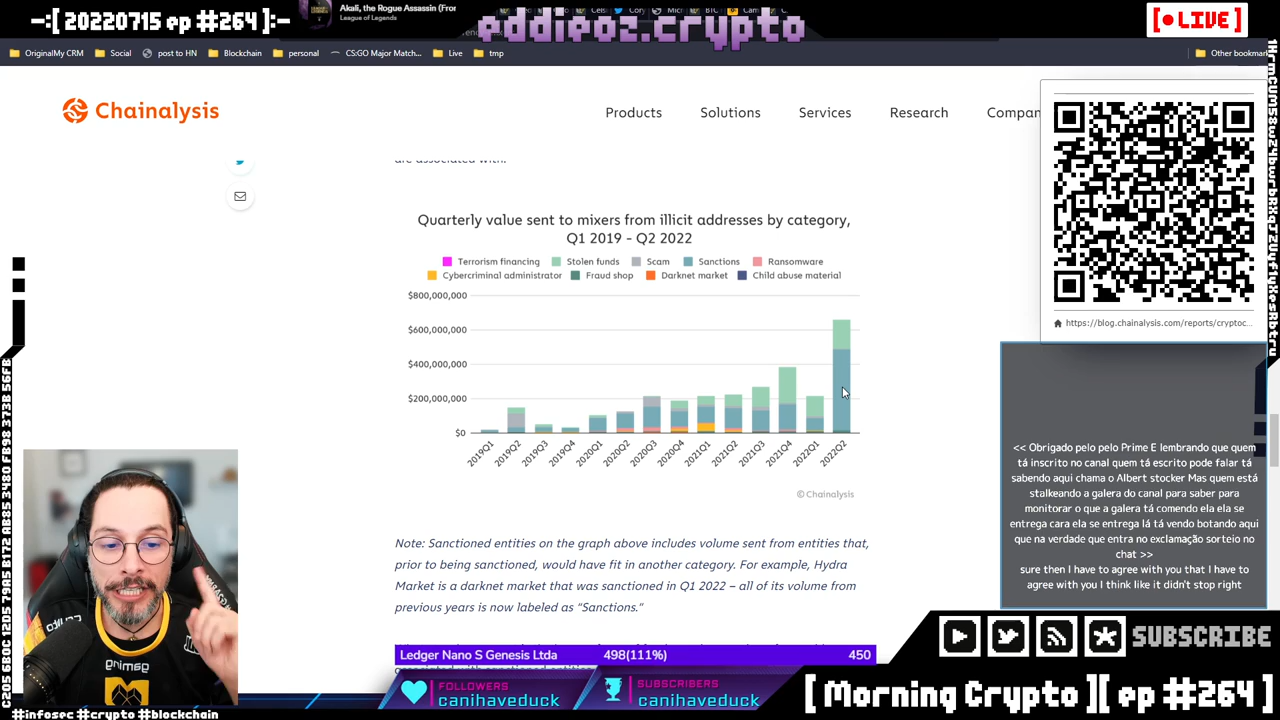 -:[ 20220715 ep #264 ]:-
Akali, the Rogue Assassin (From
League of Legends
eddieoz.crypto
[ • LIVE ]
OriginalMy CRM
Social
post to HN
Blockchain
personal
CS:GO Major Match...
Live
tmp
Other bookmar
Chainalysis
Products
Solutions
Services
Research
Compan
are associated with.
Quarterly value sent to mixers from illicit addresses by category,
Q1 2019 - Q2 2022
Terrorism financing
Stolen funds
Scam
Sanctions
Ransomware
Cybercriminal administrator
Fraud shop
Darknet market
Child abuse material
$800,000,000
$600,000,000
$400,000,000
$200,000,000
$0
2019Q1
2019Q2
2019Q3
2019Q4
2020Q1
2020Q2
2020Q3
2020Q4
2021Q1
2021Q2
2021Q3
2021Q4
2022Q1
2022Q2
© Chainalysis
Note: Sanctioned entities on the graph above includes volume sent from entities that,
prior to being sanctioned, would have fit in another category. For example, Hydra
Market is a darknet market that was sanctioned in Q1 2022 – all of its volume from
previous years is now labeled as “Sanctions.”
https://blog.chainalysis.com/reports/cryptoc...
<< Obrigado pelo pelo Prime E lembrando que quem
tá inscrito no canal quem tá escrito pode falar tá
sabendo aqui chama o Albert stocker Mas quem está
stalkeando a galera do canal para saber para
monitorar o que a galera tá comendo ela ela se
entrega cara ela se entrega lá tá vendo botando aqui
que na verdade que entra no exclamação sorteio no
chat >>
sure then I have to agree with you that I have to
agree with you I think like it didn't stop right
Ledger Nano S Genesis Ltda 498(111%) 450
FOLLOWERS
canihaveduck
SUBSCRIBERS
canihaveduck
SUBSCRIBE
[ Morning Crypto ][ ep #264 ]
#infosec #crypto #blockchain